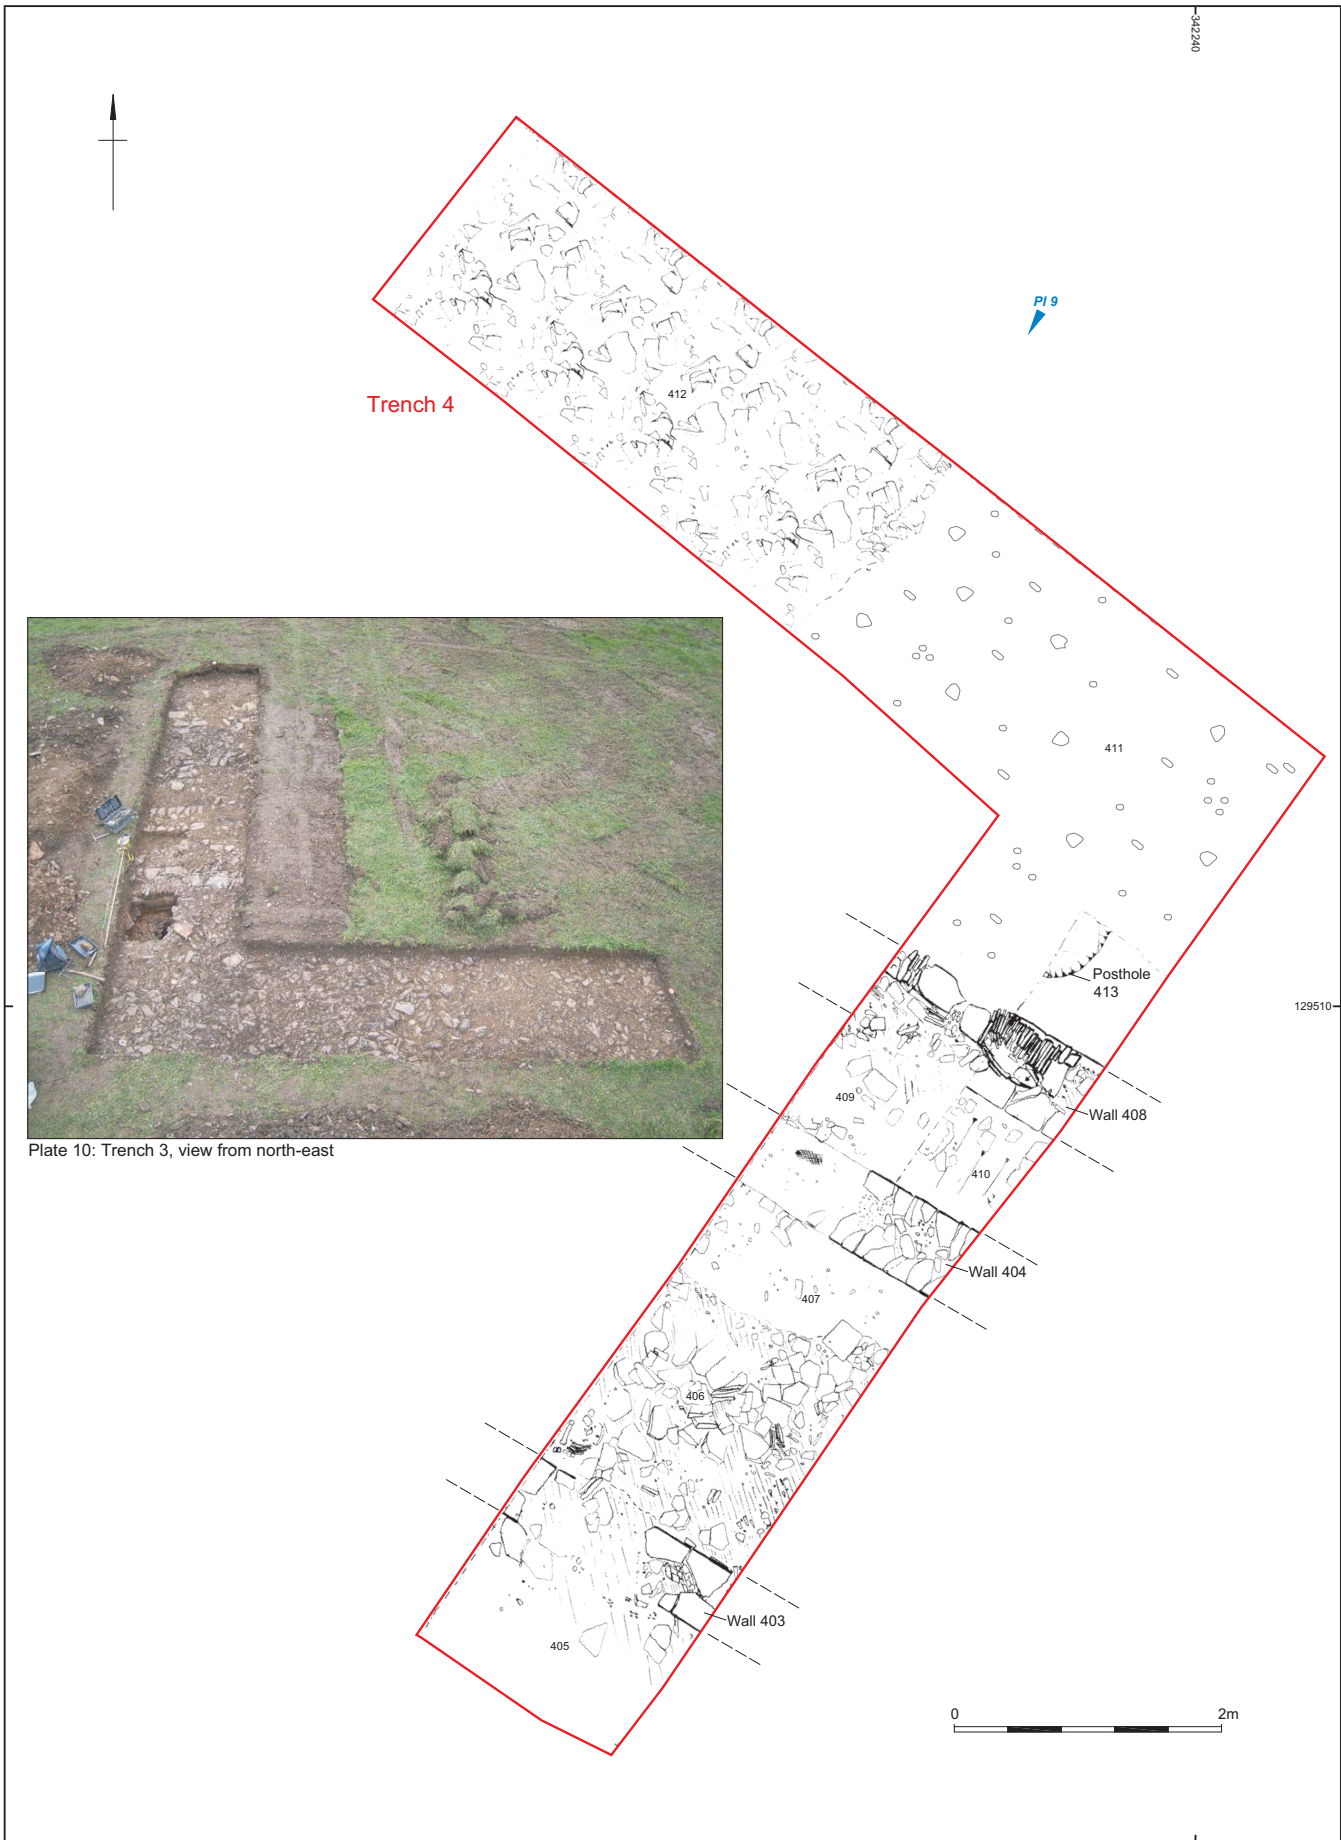 342240
Pl 9
412
Trench 4
411
Posthole
413
129510
409
Wall 408
Plate 10: Trench 3, view from north-east
410
Wall 404
407
406
Wall 403
405
0 2m